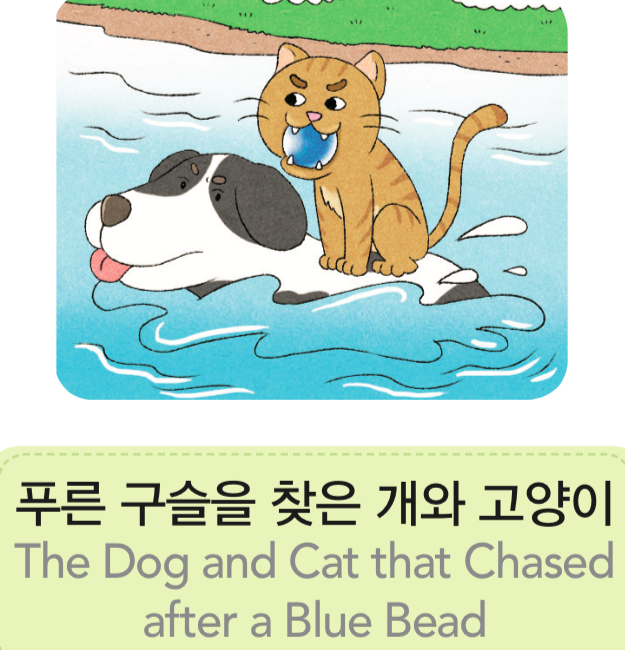 푸른 구슬을 찾은 개와 고양이
The Dog and Cat that Chased
after a Blue Bead